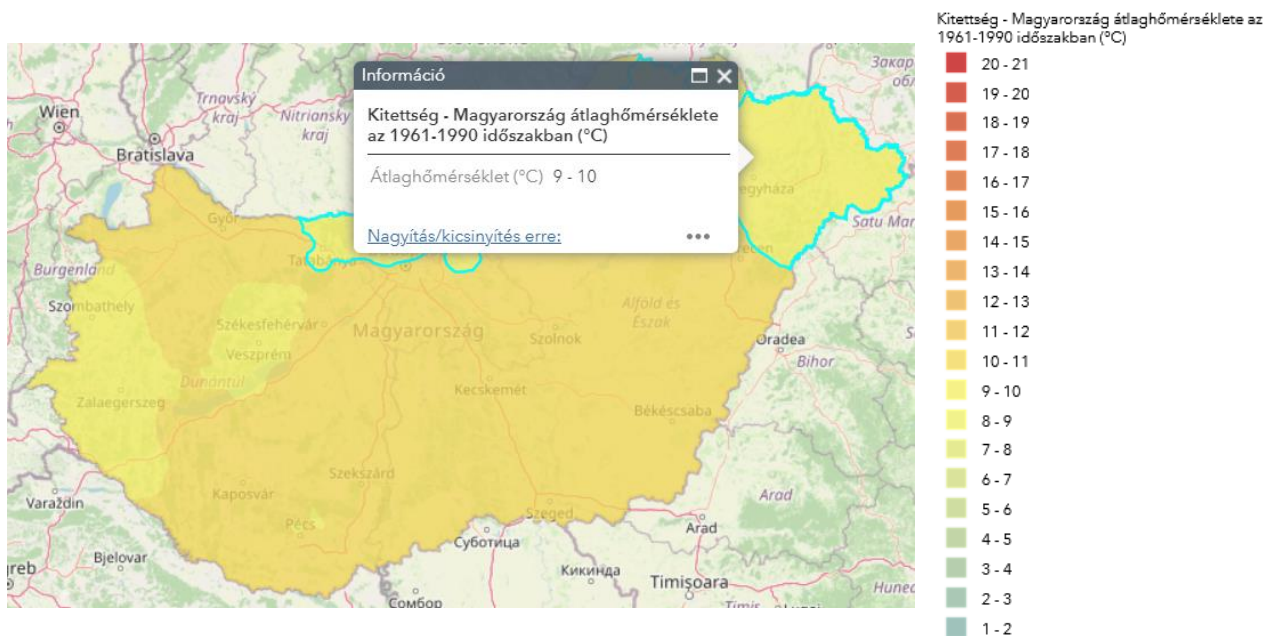 Kitettség - Magyarország átlaghőmérséklete az
1961-1990 időszakban (°C)
20 - 21
19 - 20
18 - 19
17 - 18
16 - 17
15 - 16
14 - 15
13 - 14
12 - 13
11 - 12
10 - 11
9 - 10
8 - 9
7 - 8
6 - 7
5 - 6
4 - 5
3 - 4
2 - 3
1 - 2
Információ
Kitettség - Magyarország átlaghőmérséklete
az 1961-1990 időszakban (°C)
Átlaghőmérséklet (°C) 9 - 10
Nagyítás/kicsinyítés erre:
Wien
Trnavský
kraj
Nitriansky
kraj
Bratislava
egyháza
Satu Mar
Győr
Tatabánya
Burgenland
Szombathely
Székesfehérvár
Veszprém
Magyarország
Alföld és
Észak
Szolnok
Oradea
Bihor
Dunántúl
Zalaegerszeg
Kecskemét
Békéscsaba
Szekszárd
Kaposvár
Varaždin
Pécs
Szeged
Arad
Arad
Суботица
Bjelovar
Кикинда
Timișoara
Сомбор
Timiș